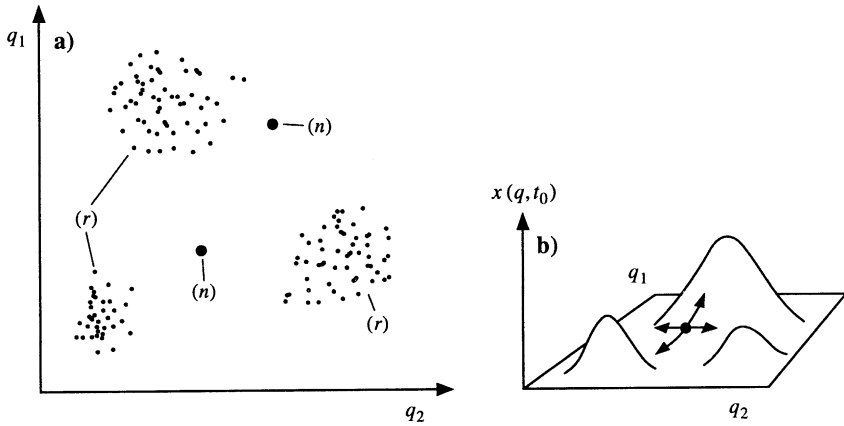 q₁
a)
(n)
(r)
(n)
(r)
q₂
x (q, t₀)
b)
q₁
q₂